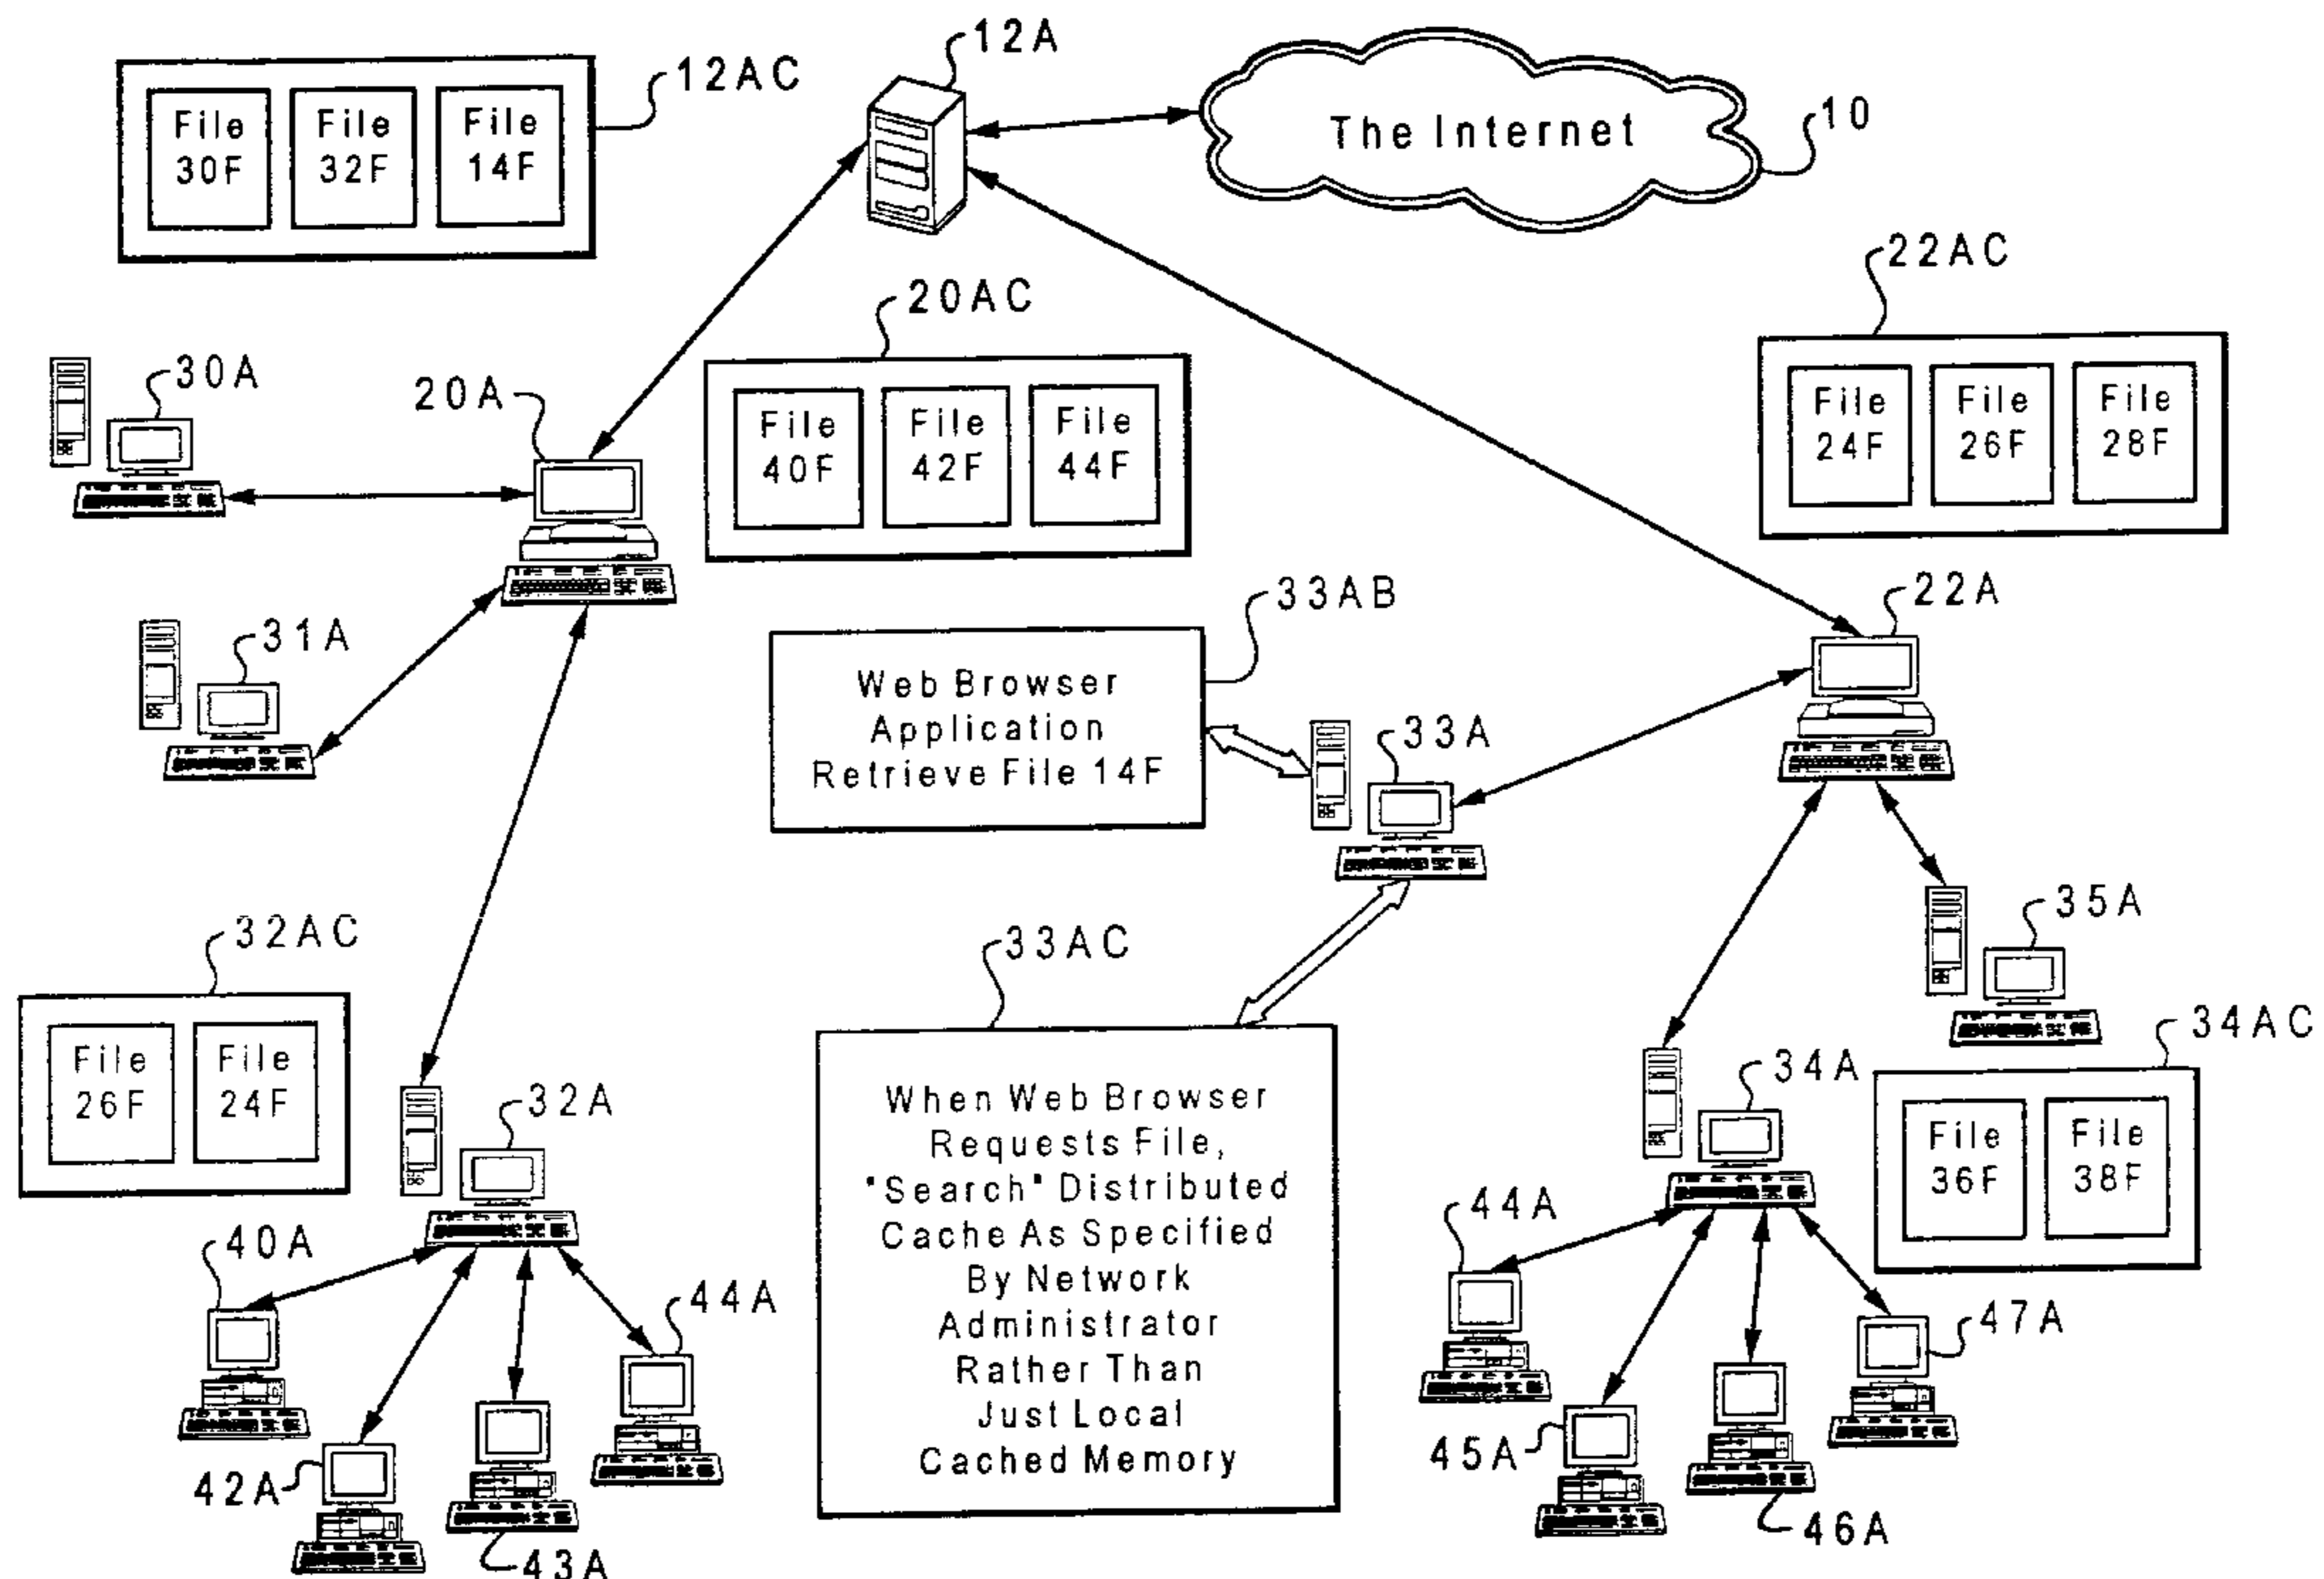 12A
12AC
File
30F
File
32F
File
14F
The Internet
10
22AC
20AC
30A
20A
File
40F
File
42F
File
44F
File
24F
File
26F
File
28F
31A
33AB
22A
Web Browser
Application
Retrieve File 14F
33A
32AC
33AC
35A
34AC
File
26F
File
24F
32A
When Web Browser
Requests File,
"Search" Distributed
Cache As Specified
By Network
Administrator
Rather Than
Just Local
Cached Memory
34A
File
36F
File
38F
40A
44A
44A
47A
42A
43A
45A
46A